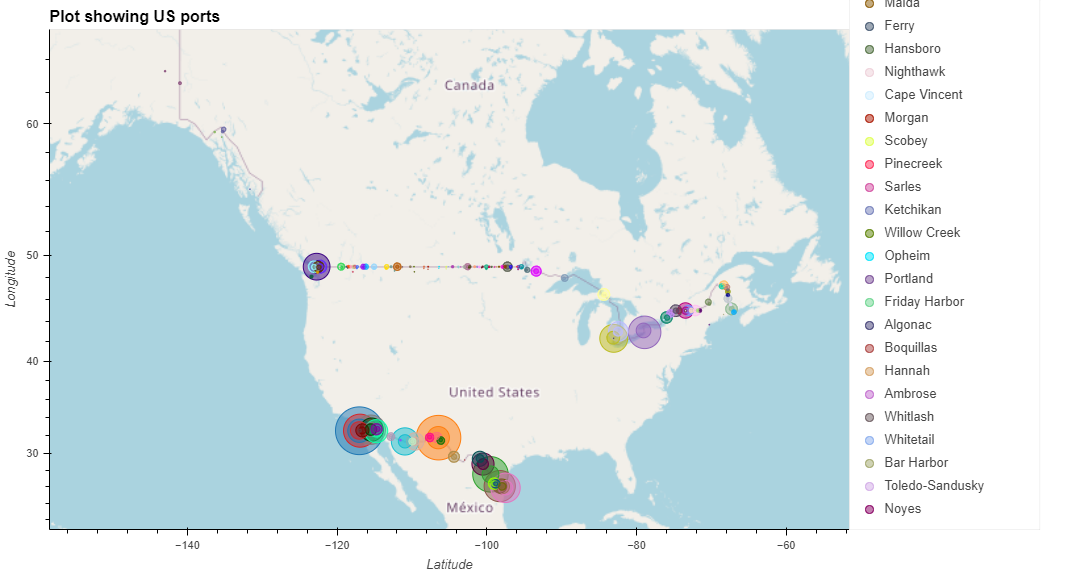 Plot showing US ports
Canada
United States
México
60
50
40
30
Longitude
−140
−120
−100
−80
−60
Latitude
Maida
Ferry
Hansboro
Nighthawk
Cape Vincent
Morgan
Scobey
Pinecreek
Sarles
Ketchikan
Willow Creek
Opheim
Portland
Friday Harbor
Algonac
Boquillas
Hannah
Ambrose
Whitlash
Whitetail
Bar Harbor
Toledo-Sandusky
Noyes